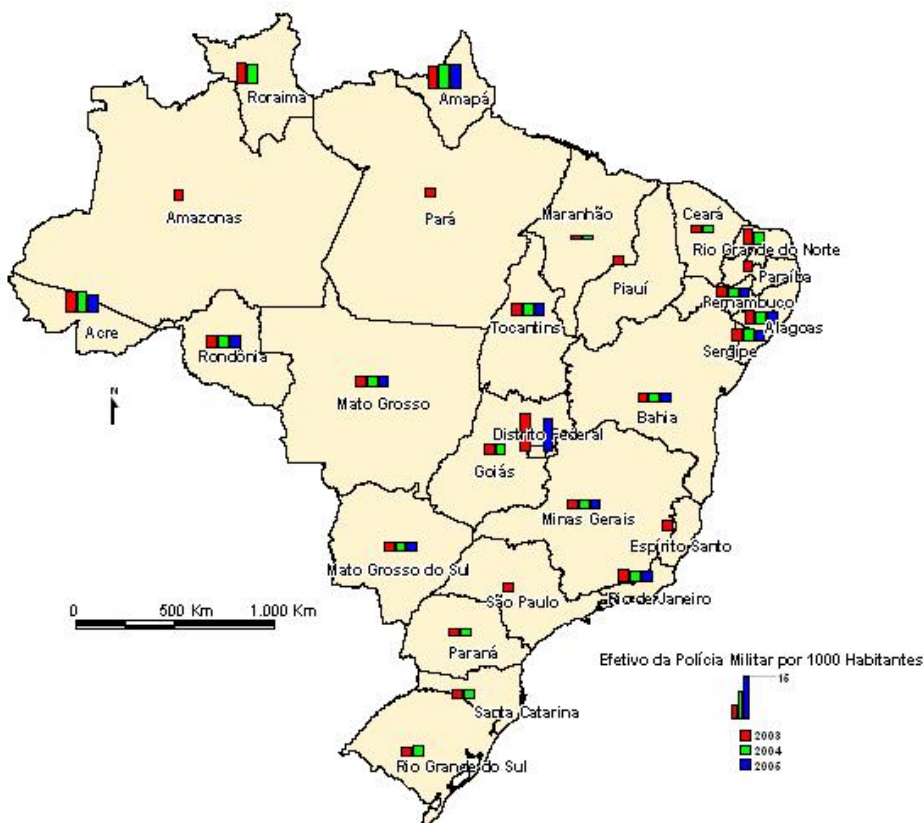 Roraima
Amapá
Amazonas
Pará
Maranhão
Ceará
Rio Grande do Norte
Paraíba
Piauí
Pernambuco
Alagoas
Sergipe
Acre
Rondônia
Tocantins
Mato Grosso
Bahia
Distrito Federal
Goiás
N
Minas Gerais
Espírito Santo
Mato Grosso do Sul
São Paulo
Rio de Janeiro
0 500 Km 1.000 Km
Paraná
Efetivo da Polícia Militar por 1000 Habitantes
Santa Catarina
2003
2004
Rio Grande do Sul